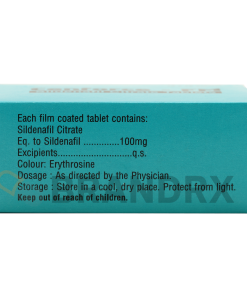 Each film coated tablet contains:
Sildenafil Citrate
Eq. to Sildenafil ..............100mg
Excipients.......................q.s.
Colour: Erythrosine
Dosage : As directed by the Physician.
Storage : Store in a cool, dry place. Protect from light.
Keep out of reach of children.
BRANDRX